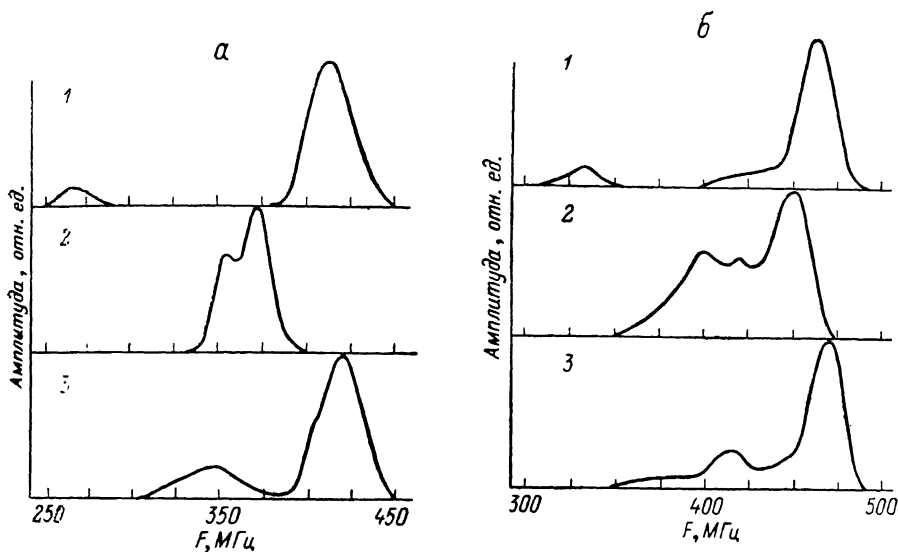 а
б
1
2
3
Амплитуда, отн. ед.
250 350 450
F, МГц
1
2
3
Амплитуда, отн. ед.
300 400 500
F, МГц